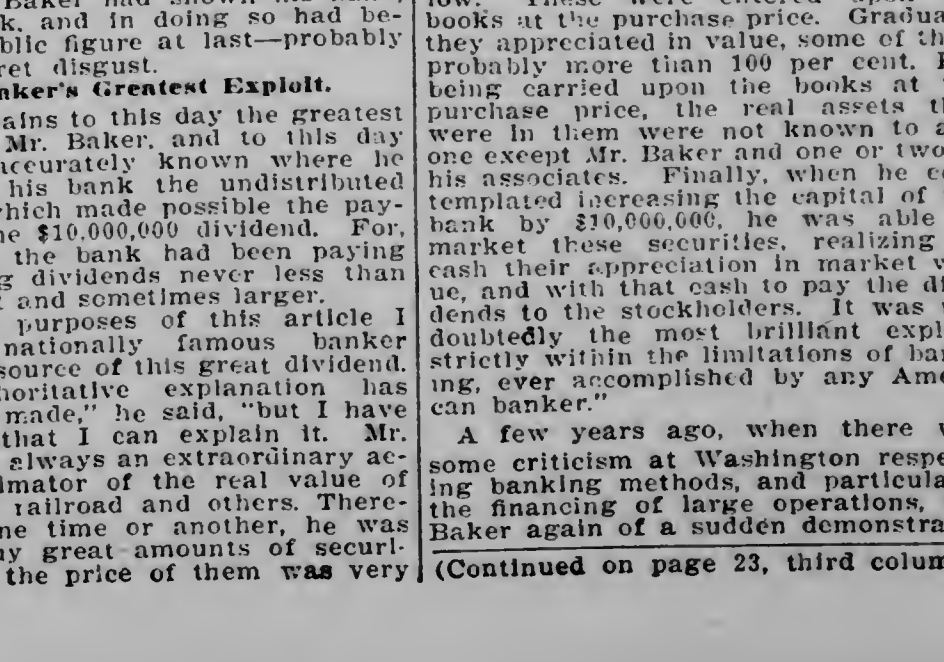 Baker had shown his
k, and in doing so had be-
blic figure at last—probably
ret disgust.
nker's Greatest Exploit.
ains to this day the greatest
Mr. Baker, and to this day
accurately known where he
his bank the undistributed
which made possible the pay-
he $10,000,000 dividend. For,
the bank had been paying
g dividends never less than
and sometimes larger.
purposes of this article I
nationally famous banker
source of this great dividend.
horitative explanation has
made," he said, "but I have
that I can explain it. Mr.
always an extraordinary ac-
imator of the real value of
railroad and others. There-
ne time or another, he was
uy great amounts of securi-
the price of them was very
low. These were entered upon
books at the purchase price. Gradua
they appreciated in value, some of th
probably more than 100 per cent.
being carried upon the books at
purchase price, the real assets th
were in them were not known to a
one except Mr. Baker and one or two
his associates. Finally, when he co
templated increasing the capital of
bank by $10,000,000, he was able
market these securities, realizing
cash their appreciation in market v
ue, and with that cash to pay the di
dends to the stockholders. It was
doubtedly the most brilliant expl
strictly within the limitations of ban
ing, ever accomplished by any Ame
can banker."
A few years ago, when there w
some criticism at Washington respe
ing banking methods, and particula
the financing of large operations,
Baker again of a sudden demonstra
(Continued on page 23, third colum